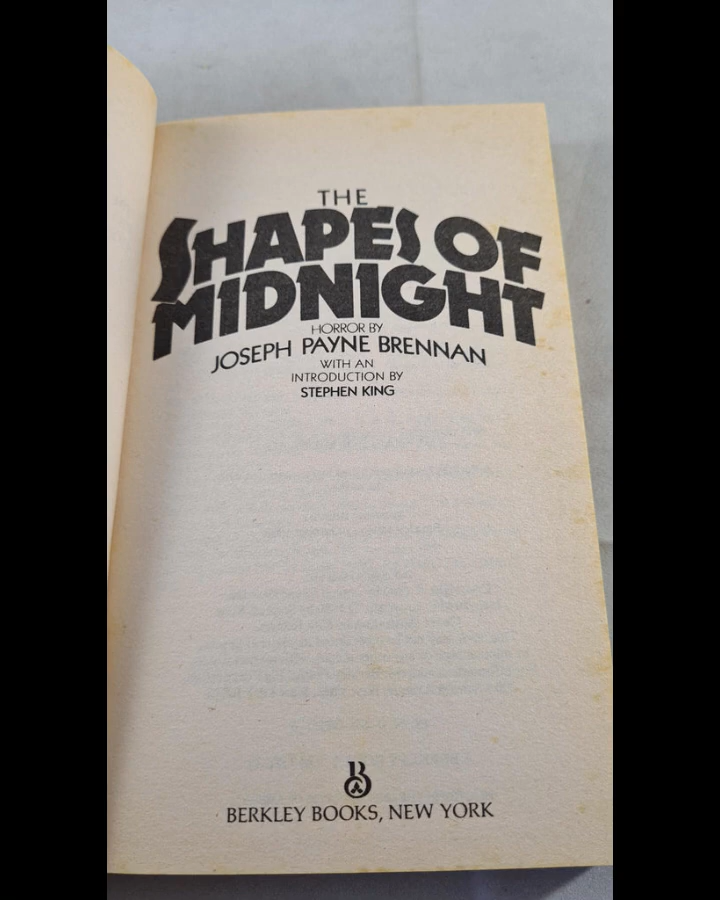 THE
SHAPES OF
MIDNIGHT
HORROR BY
JOSEPH PAYNE BRENNAN
WITH AN
INTRODUCTION BY
STEPHEN KING
B
BERKLEY BOOKS, NEW YORK